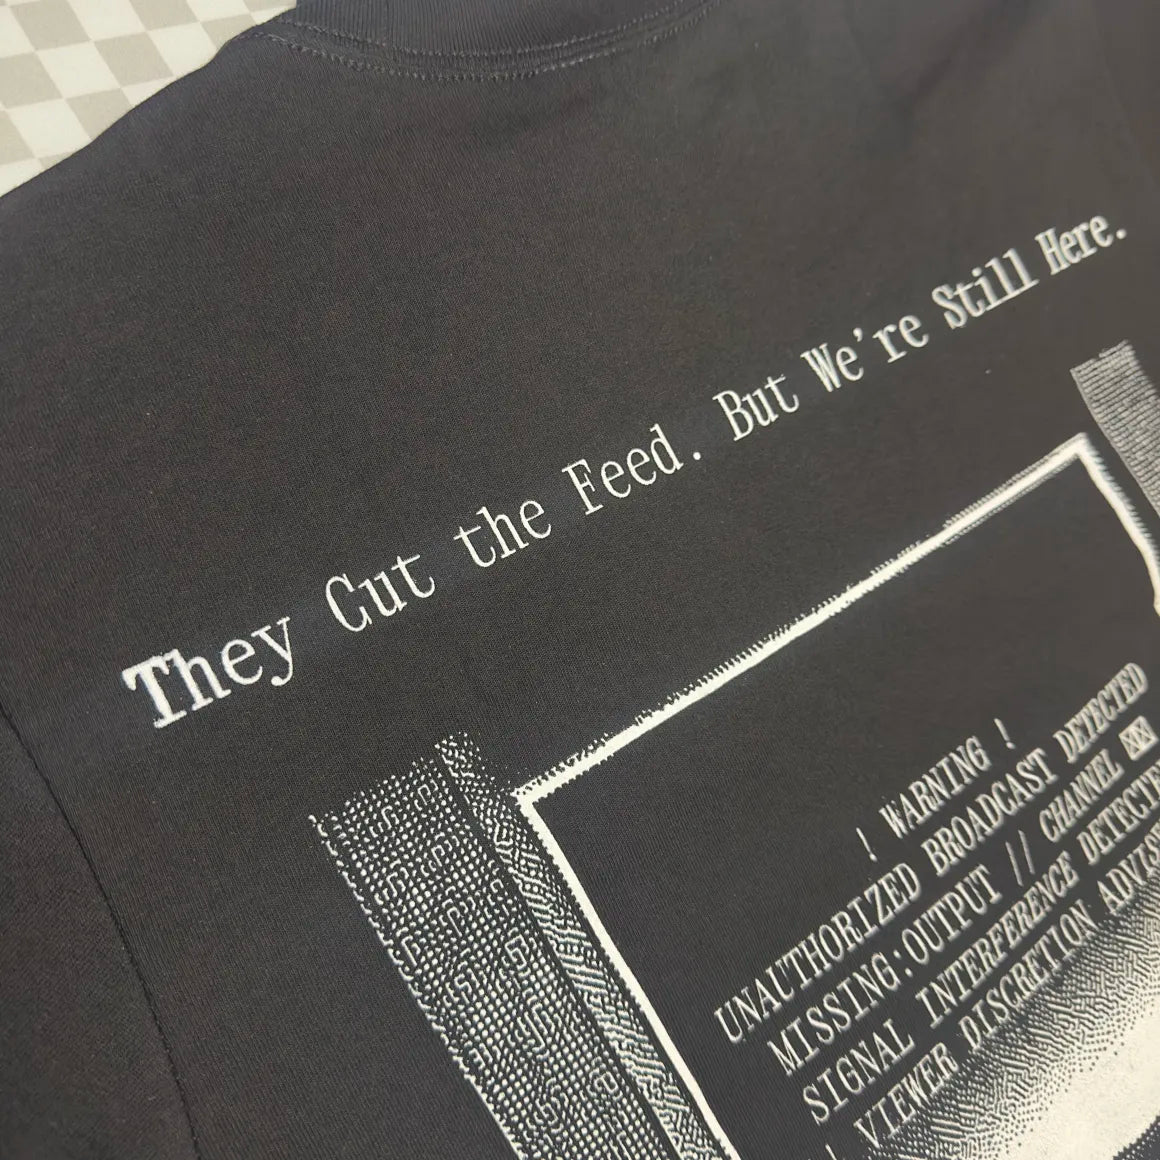 They Cut the Feed. But We're Still Here.
! WARNING !
UNAUTHORIZED BROADCAST DETECTED
MISSING:OUTPUT // CHANNEL
SIGNAL INTERFERENCE
! VIEWER DISCRETION